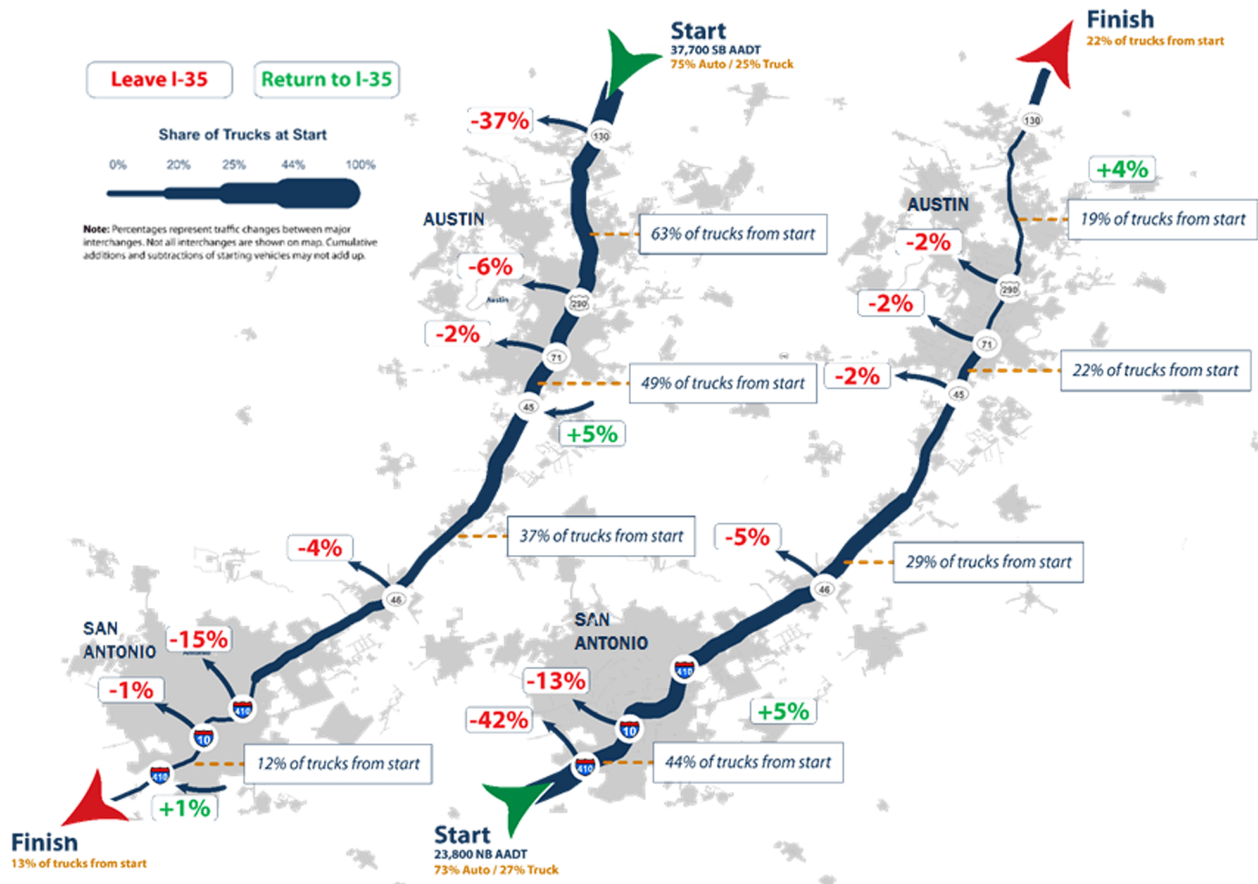 Leave I-35
Return to I-35
Share of Trucks at Start
0% 20% 25% 44% 100%
Note: Percentages represent traffic changes between major
interchanges. Not all interchanges are shown on map. Cumulative
additions and subtractions of starting vehicles may not add up.
Start
37,700 SB AADT
75% Auto / 25% Truck
-37%
130
AUSTIN
63% of trucks from start
-6%
Austin
290
-2%
71
49% of trucks from start
45
+5%
37% of trucks from start
-4%
46
SAN
ANTONIO
-15%
-1%
410
10
12% of trucks from start
410
+1%
Finish
13% of trucks from start
Finish
22% of trucks from start
130
+4%
AUSTIN
19% of trucks from start
-2%
290
-2%
71
22% of trucks from start
-2%
45
-5%
29% of trucks from start
46
SAN
ANTONIO
410
-13%
+5%
-42%
10
44% of trucks from start
410
Start
23,800 NB AADT
73% Auto / 27% Truck